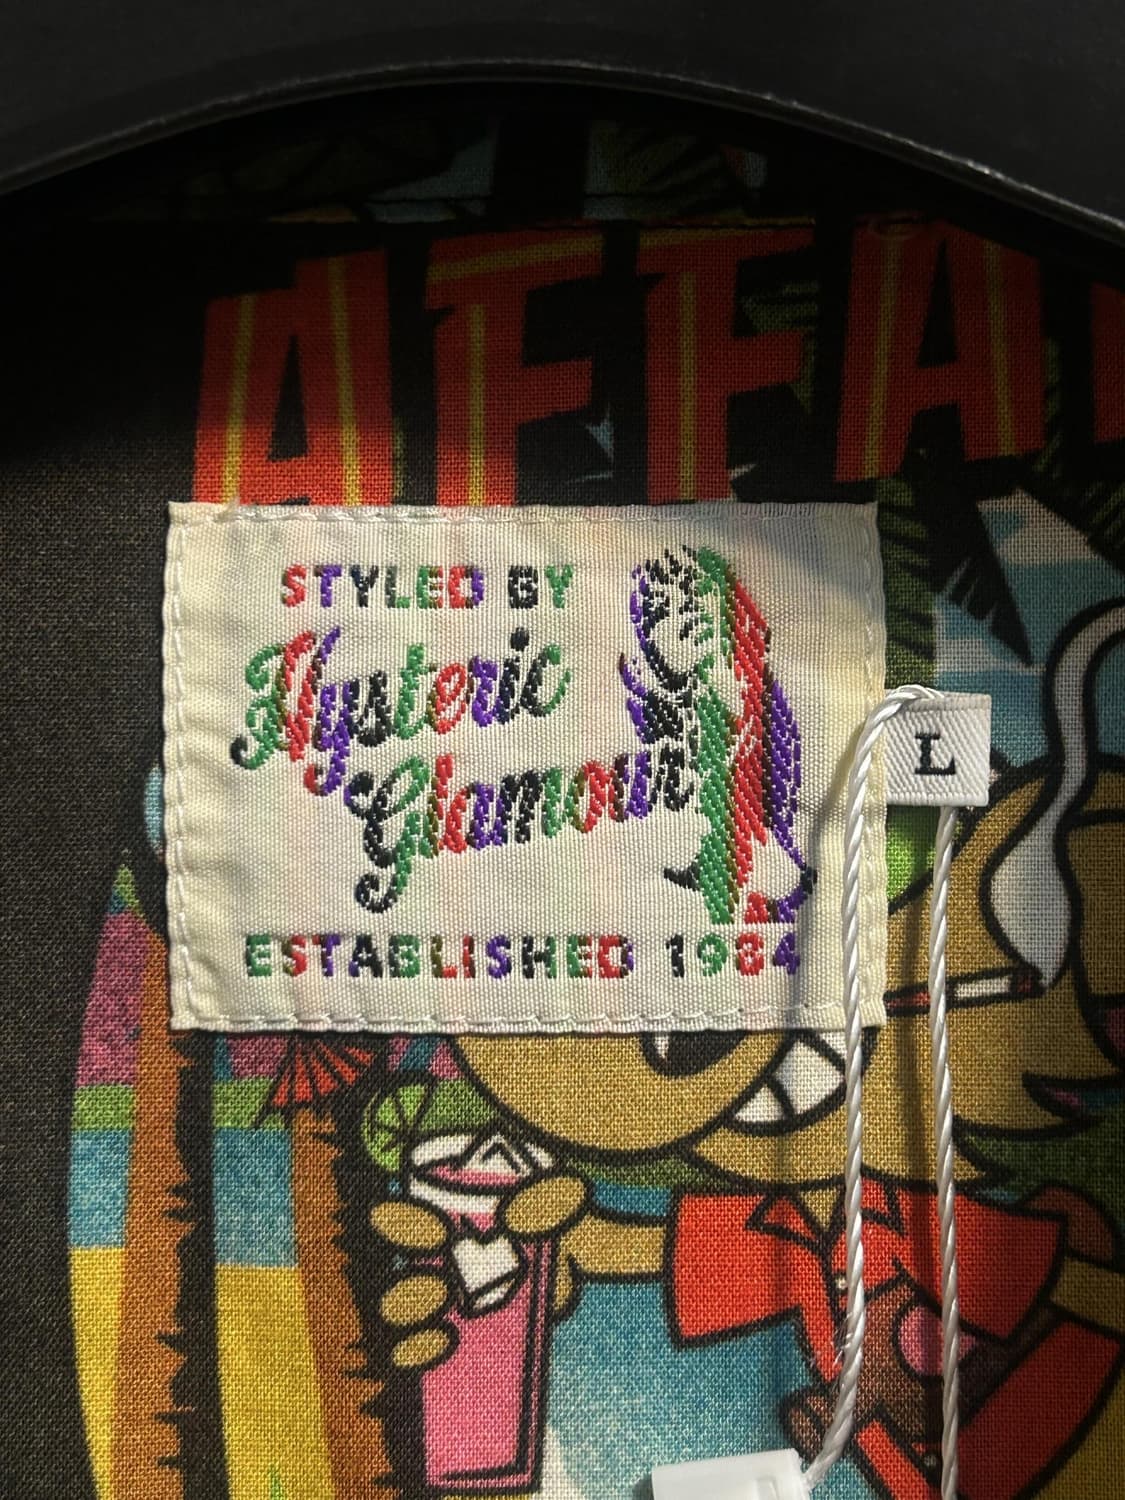 AFFA
STYLED BY
Hysteric
Glamour
L
ESTABLISHED 1984